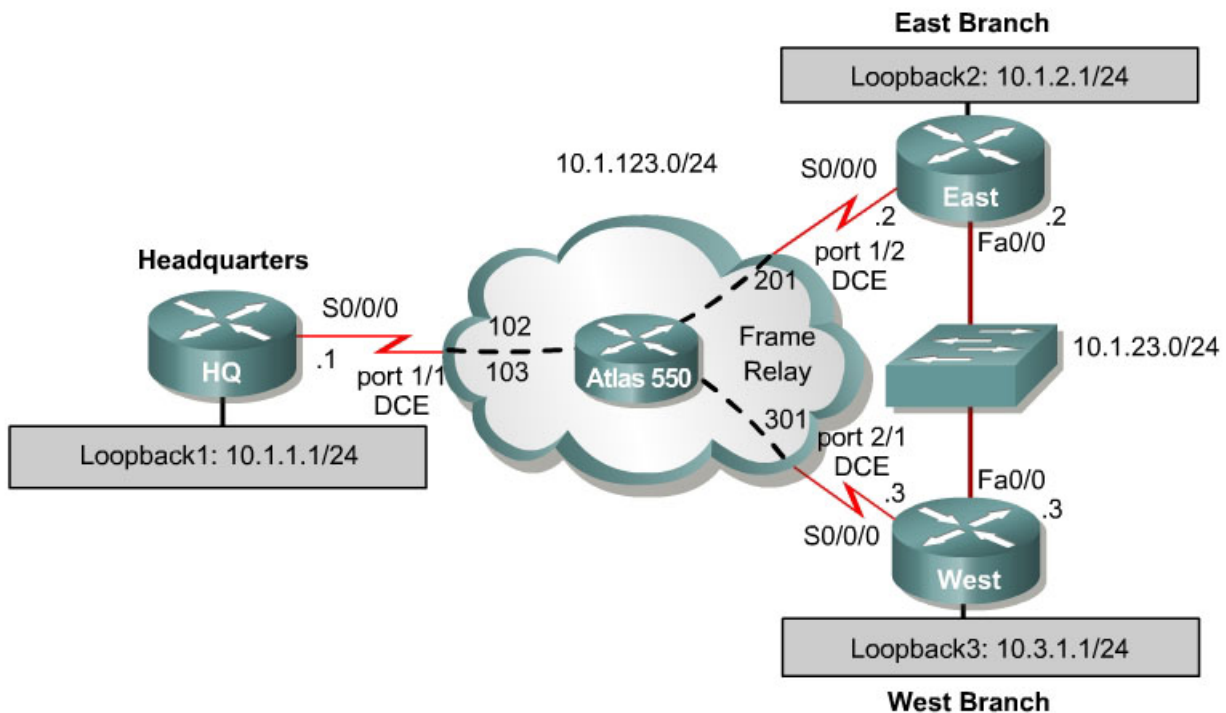 East Branch
Loopback2: 10.1.2.1/24
10.1.123.0/24
S0/0/0
East
.2
.2
Fa0/0
port 1/2
DCE
201
Headquarters
S0/0/0
HQ
.1
102
103
port 1/1
DCE
Atlas 550
Frame
Relay
10.1.23.0/24
301
port 2/1
DCE
Loopback1: 10.1.1.1/24
Fa0/0
.3
.3
S0/0/0
West
Loopback3: 10.3.1.1/24
West Branch